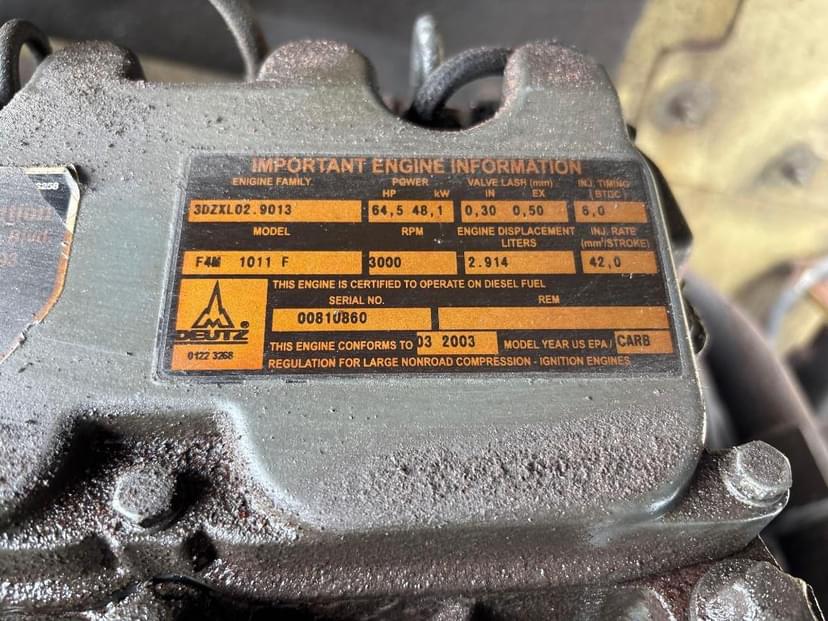 IMPORTANT ENGINE INFORMATION
ENIGINE FAMILY POWER VALVE LASH (mm) INJ. TIMING
HP kW IN EX (BTDC)
3DZXL02.9013 64,5 48,1 0,30 0,50 6,0
MODEL RPM ENGINE DISPLACEMENT INJ. RATE
LITERS (mm³/STROKE)
F4M 1011 F 3000 2.914 42,0
THIS ENGINE IS CERTIFIED TO OPERATE ON DIESEL FUEL
SERIAL NO. REM
00810860
DEUTZ ®
THIS ENGINE CONFORMS TO 03 2003 MODEL YEAR US EPA / CARB
0122 3268
REGULATION FOR LARGE NONROAD COMPRESSION - IGNITION ENGINES